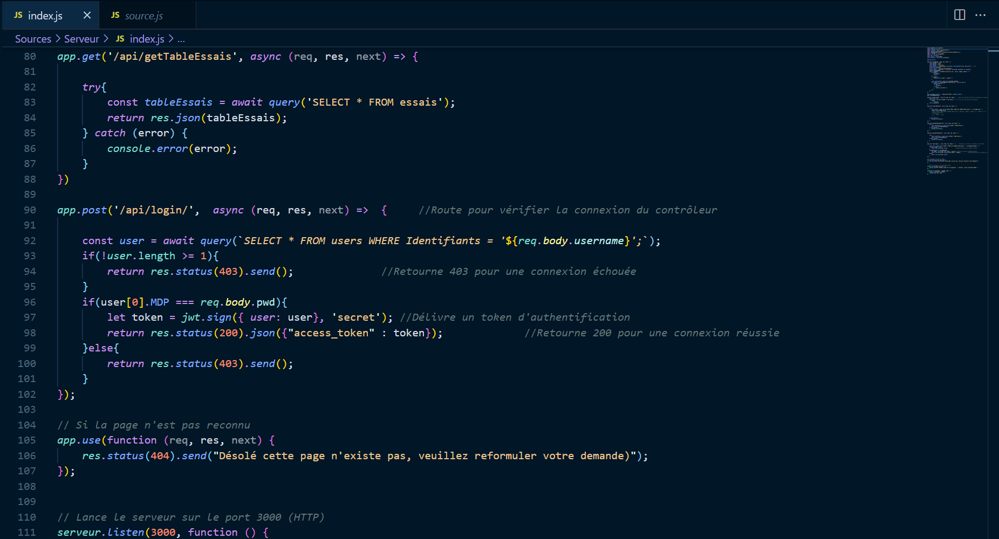 JS index.js × JS source.js
Sources > Serveur > JS index.js > ...
80 app.get('/api/getTableEssais', async (req, res, next) => {
81
82     try{
83         const tableEssais = await query('SELECT * FROM essais');
84         return res.json(tableEssais);
85     } catch (error) {
86         console.error(error);
87     }
88 })
89
90 app.post('/api/login/',  async (req, res, next) =>  {     //Route pour vérifier la connexion du contrôleur
91
92     const user = await query(`SELECT * FROM users WHERE Identifiants = '${req.body.username}';`);
93     if(!user.length >= 1){
94         return res.status(403).send();              //Retourne 403 pour une connexion échouée
95     }
96     if(user[0].MDP === req.body.pwd){
97         let token = jwt.sign({ user: user}, 'secret'); //Délivre un token d'authentification
98         return res.status(200).json({"access_token" : token});             //Retourne 200 pour une connexion réussie
99     }else{
100         return res.status(403).send();
101     }
102 });
103
104 // Si la page n'est pas reconnu
105 app.use(function (req, res, next) {
106     res.status(404).send("Désolé cette page n'existe pas, veuillez reformuler votre demande)");
107 });
108
109
110 // Lance le serveur sur le port 3000 (HTTP)
111 serveur.listen(3000, function () {